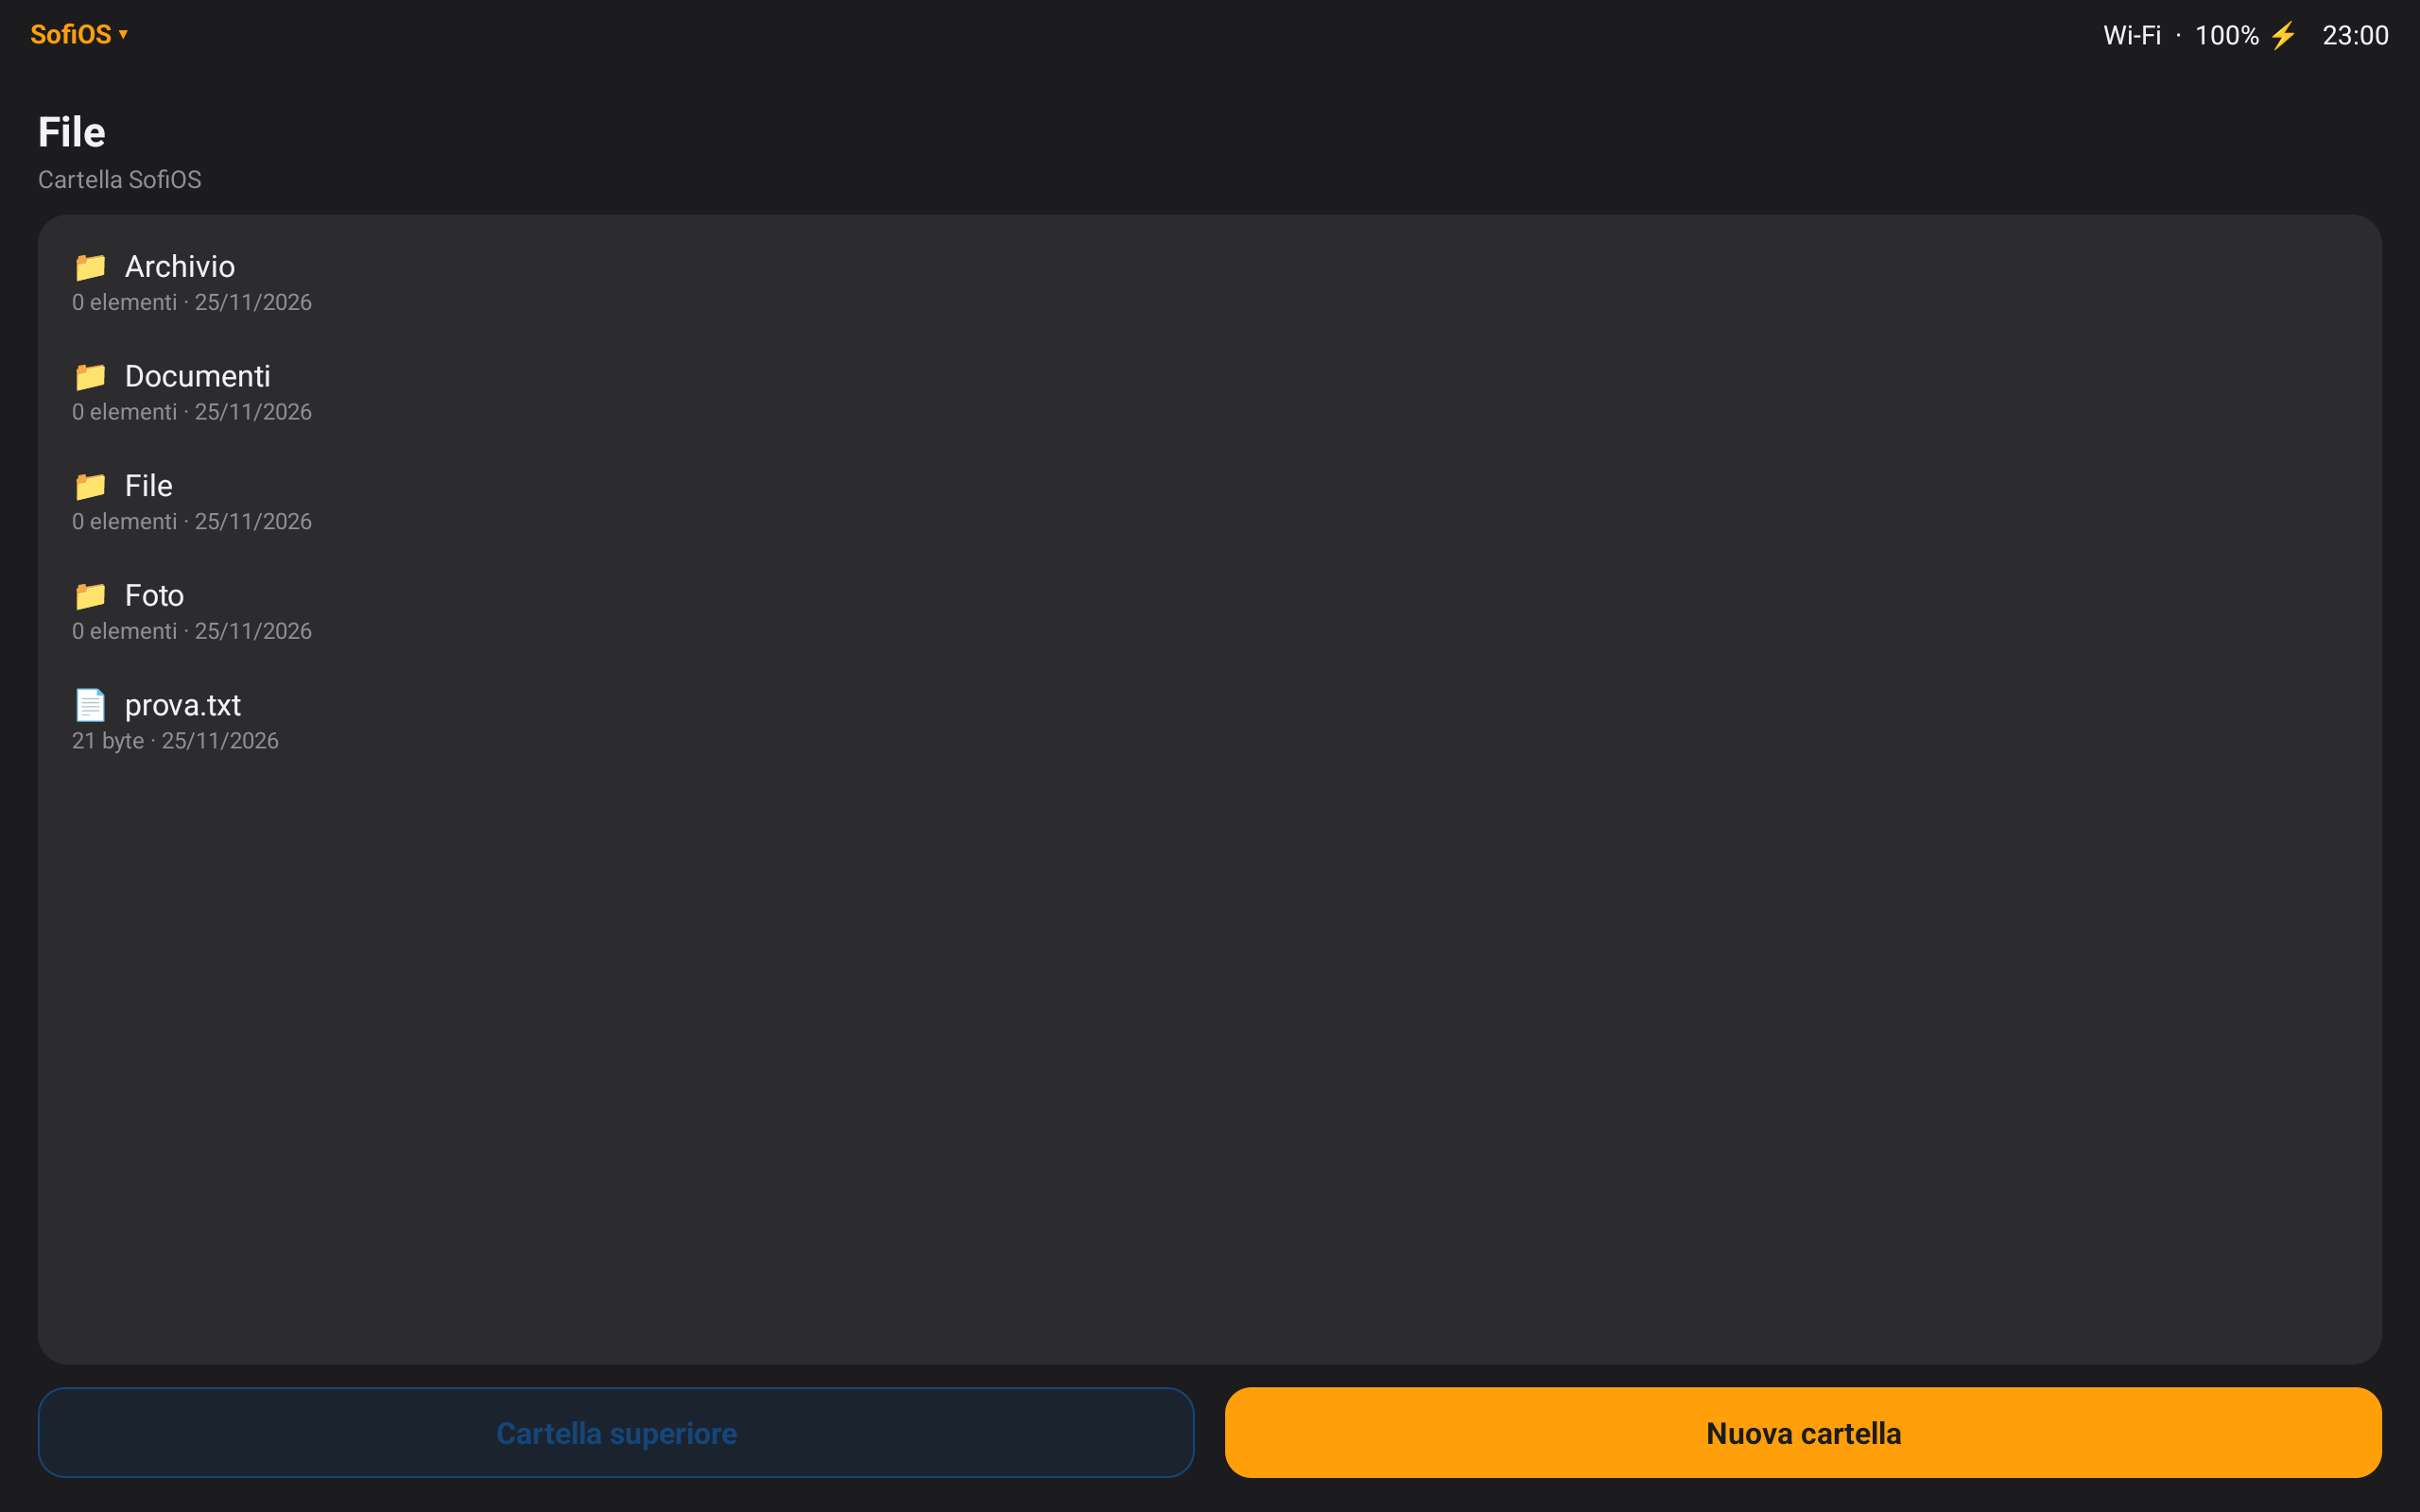 SofiOS ▾
Wi-Fi · 100% ⚡ 23:00
File
Cartella SofiOS
Archivio
0 elementi · 25/11/2026
Documenti
0 elementi · 25/11/2026
File
0 elementi · 25/11/2026
Foto
0 elementi · 25/11/2026
prova.txt
21 byte · 25/11/2026
Cartella superiore
Nuova cartella